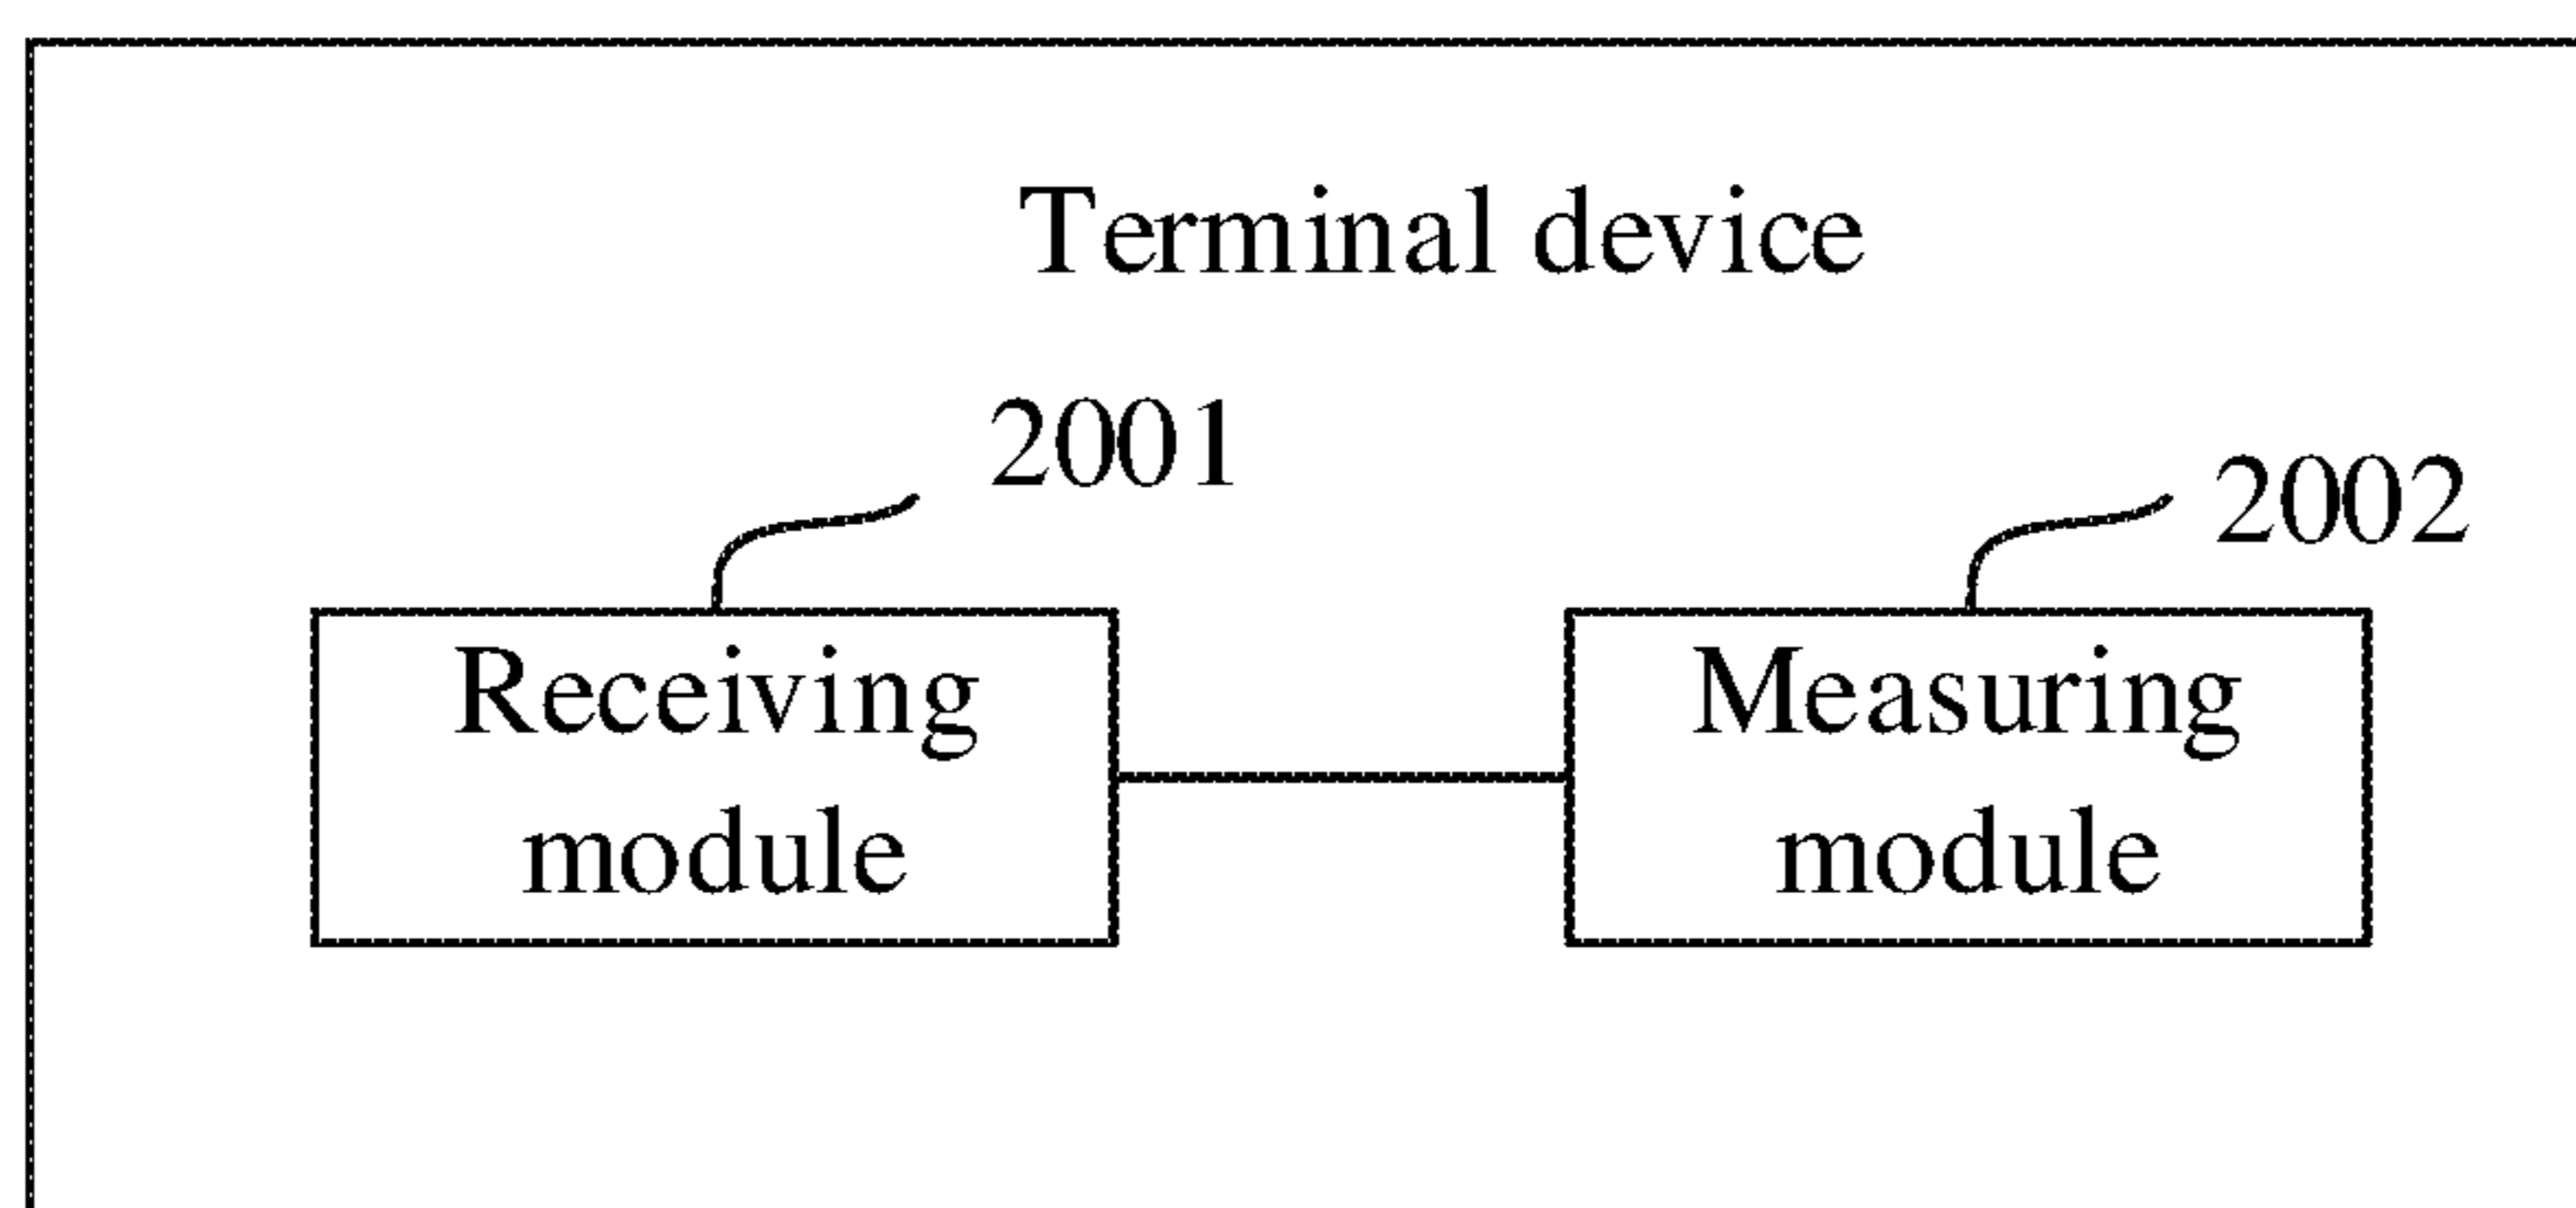 Terminal device
2001
2002
Receiving
module
Measuring
module